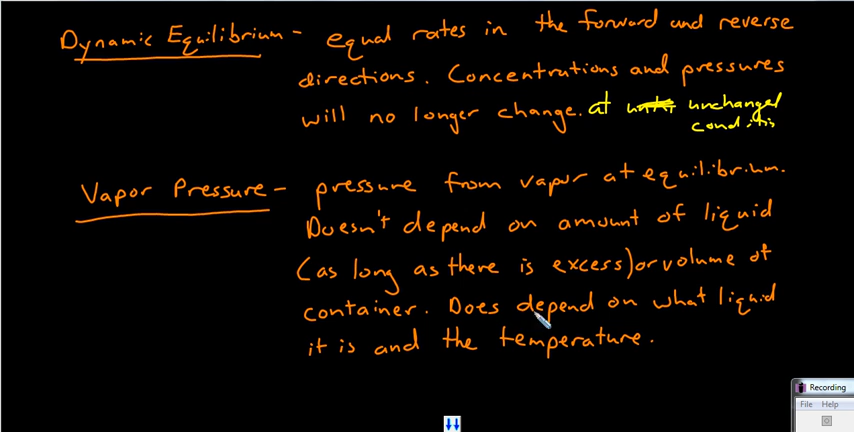 Dynamic Equilibrium - equal rates in the forward and reverse
directions. Concentrations and pressures
will no longer change. at unchanged
conditis
Vapor Pressure - pressure from vapor at equilibrium.
Doesn't depend on amount of liquid
(as long as there is excess) or volume of
container. Does depend on what liquid
it is and the temperature.
Recording
File Help